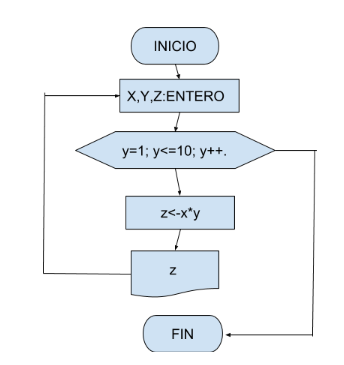 INICIO
X,Y,Z:ENTERO
y=1; y<=10; y++.
z<-x*y
z
FIN